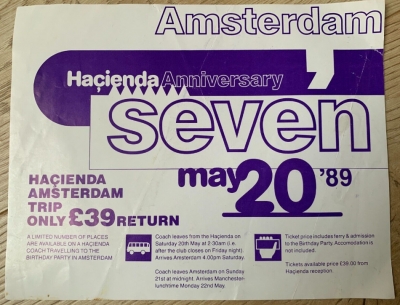 Amsterdam
Haçienda Anniversary
seven
may 20 '89
HAÇIENDA
AMSTERDAM
TRIP
ONLY £39 RETURN
A LIMITED NUMBER OF PLACES
ARE AVAILABLE ON A HAÇIENDA
COACH TRAVELLING TO THE
BIRTHDAY PARTY IN AMSTERDAM
Coach leaves from the Haçienda on
Saturday 20th May at 2:30am (i.e.
after the club closes on Friday night).
Arrives Amsterdam 4:00pm Saturday.
Coach leaves Amsterdam on Sunday
21st at midnight. Arrives Manchester-
lunchtime Monday 22nd May.
Ticket price includes ferry & admission
to the Birthday Party. Accomodation is
not included.
Tickets available price £39.00 from
Haçienda reception.